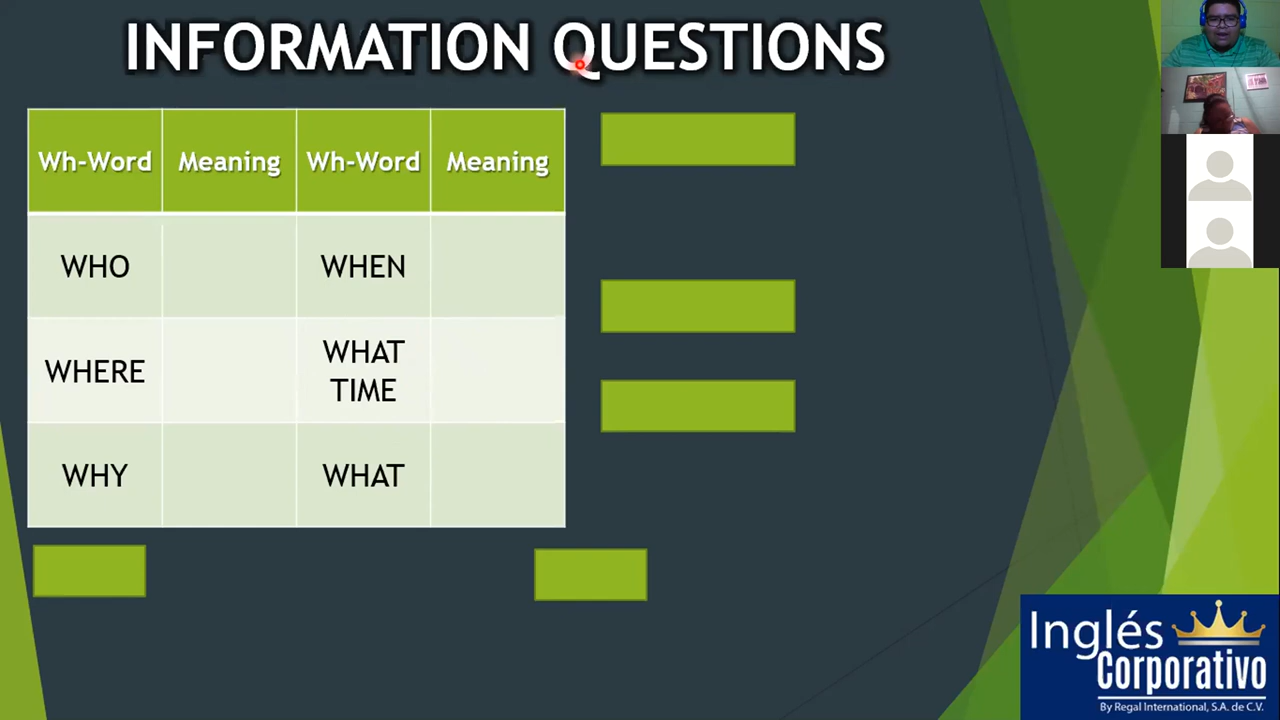 INFORMATION QUESTIONS
Wh-Word Meaning Wh-Word Meaning
WHO WHEN
WHERE WHAT TIME
WHY WHAT
Inglés
Corporativo
By Regal International, S.A. de C.V.